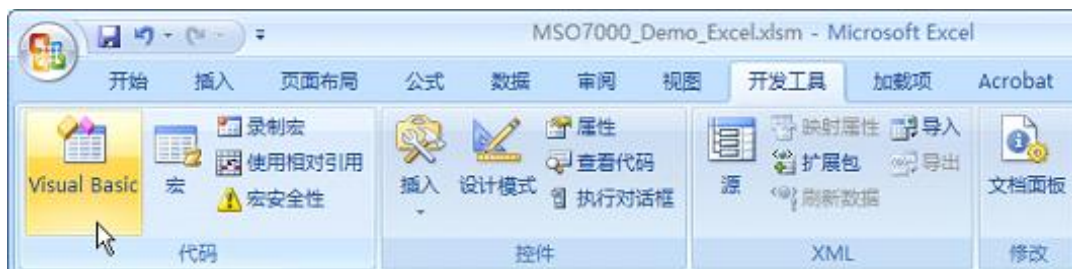 MSO7000_Demo_Excel.xlsm - Microsoft Excel
开始 插入 页面布局 公式 数据 审阅 视图 开发工具 加载项 Acrobat
Visual Basic
宏
录制宏
使用相对引用
宏安全性
代码
插入
设计模式
属性
查看代码
执行对话框
控件
源
映射属性
扩展包
刷新数据
导入
导出
XML
文档面板
修改